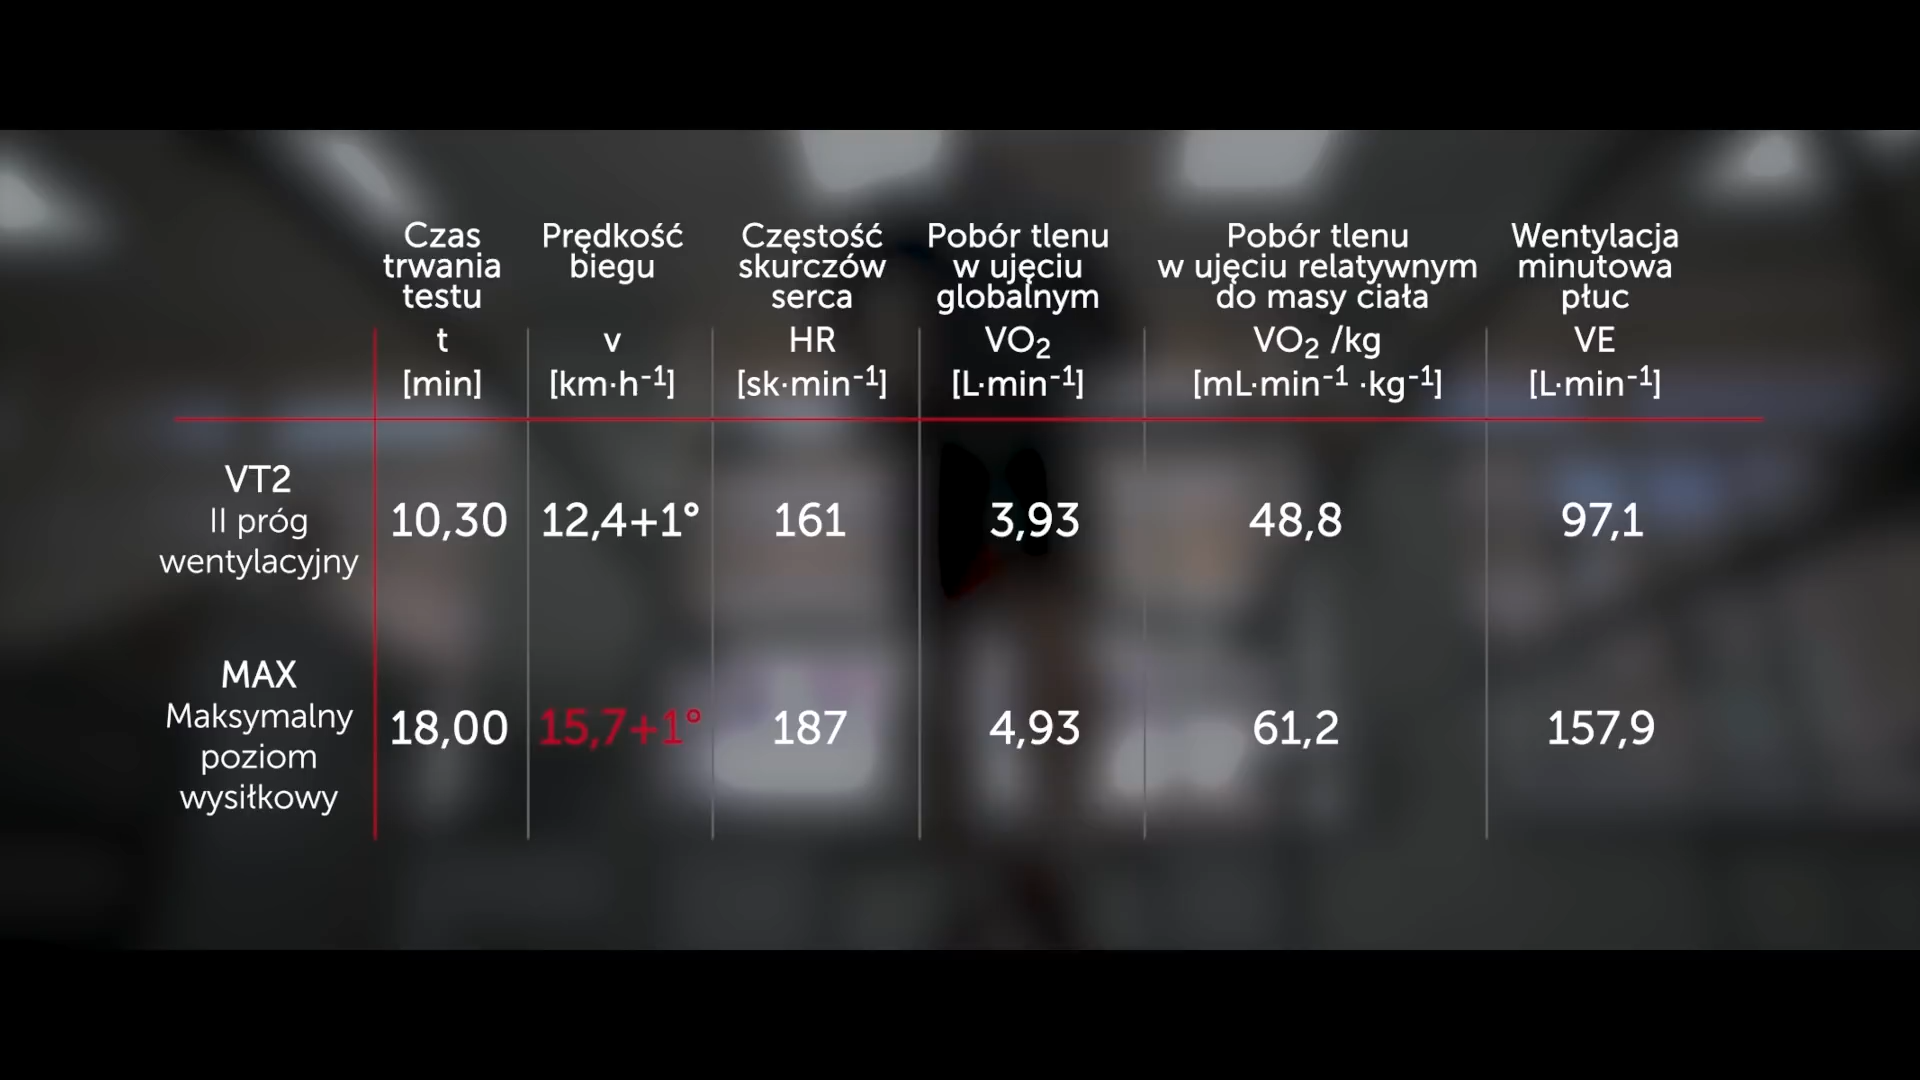 Czas trwania testu
t
[min]
Prędkość biegu
v
[km·h⁻¹]
Częstość skurczów serca
HR
[sk·min⁻¹]
Pobór tlenu w ujęciu globalnym
VO₂
[L·min⁻¹]
Pobór tlenu w ujęciu relatywnym do masy ciała
VO₂ /kg
[mL·min⁻¹ ·kg⁻¹]
Wentylacja minutowa płuc
VE
[L·min⁻¹]
VT2
II próg
wentylacyjny
10,30 12,4+1° 161 3,93 48,8 97,1
MAX
Maksymalny
poziom
wysiłkowy
18,00 15,7+1° 187 4,93 61,2 157,9